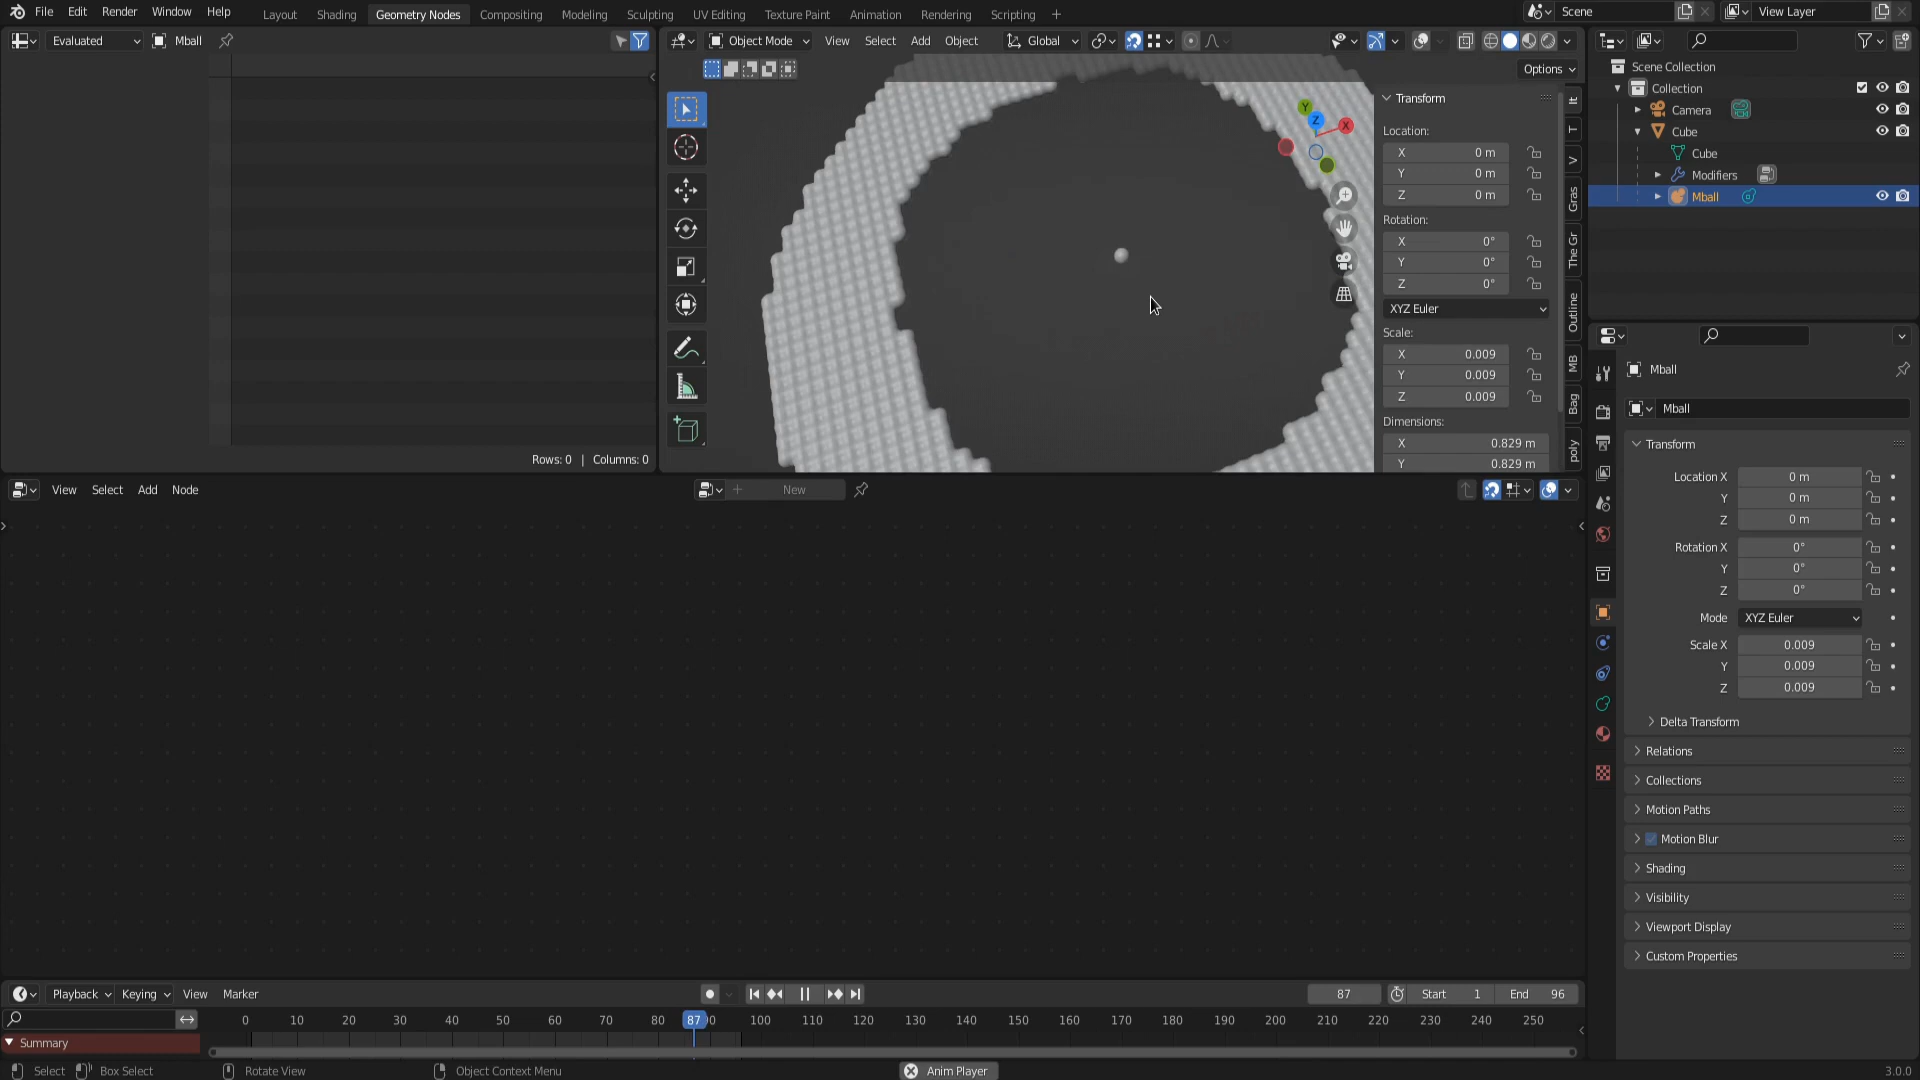 File Edit Render Window Help
Layout Shading Geometry Nodes Compositing Modeling Sculpting UV Editing Texture Paint Animation Rendering Scripting +
Scene
View Layer
Evaluated Mball
Object Mode View Select Add Object Global
Options
Rows: 0 | Columns: 0
Y
Z
X
Transform
Location:
X 0 m
Y 0 m
Z 0 m
Rotation:
X 0°
Y 0°
Z 0°
XYZ Euler
Scale:
X 0.009
Y 0.009
Z 0.009
Dimensions:
X 0.829 m
Y 0.829 m
It
T
V
Gras
The Gr
Outline
MB
Bag
poly
Scene Collection
Collection
Camera
Cube
Cube
Modifiers
Mball
Mball
Mball
Transform
Location X 0 m
Y 0 m
Z 0 m
Rotation X 0°
Y 0°
Z 0°
Mode XYZ Euler
Scale X 0.009
Y 0.009
Z 0.009
Delta Transform
Relations
Collections
Motion Paths
Motion Blur
Shading
Visibility
Viewport Display
Custom Properties
View Select Add Node
+ New
Playback Keying View Marker
87 Start 1 End 96
0 10 20 30 40 50 60 70 80 87 100 110 120 130 140 150 160 170 180 190 200 210 220 230 240 250
Summary
Select Box Select Rotate View Object Context Menu Anim Player 3.0.0